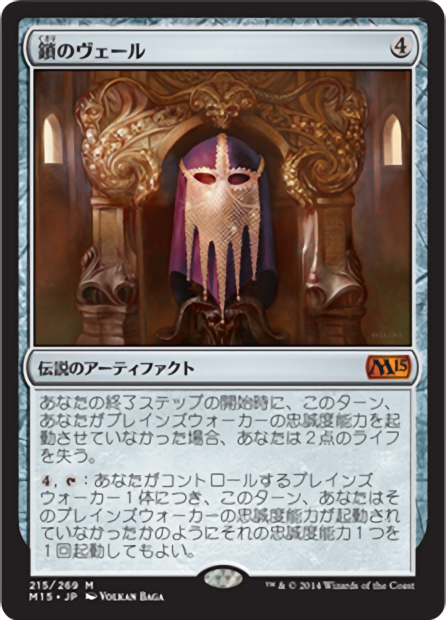 くさり
鎖のヴェール 4
伝説のアーティファクト M15
あなたの終了ステップの開始時に、このターン、
あなたがプレインズウォーカーの忠誠度能力を起
動させていなかった場合、あなたは2点のライフ
を失う。
4, :あなたがコントロールするプレインズ
ウォーカー1体につき、このターン、あなたはそ
のプレインズウォーカーの忠誠度能力が起動され
ていなかったかのようにそれの忠誠度能力1つを
1回起動してもよい。
215/269 M
M15・JP VOLKAN BAGA
™ & © 2014 Wizards of the Coast